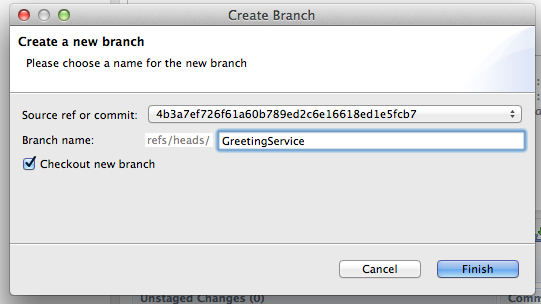 Create Branch
Create a new branch
Please choose a name for the new branch
Source ref or commit: 4b3a7ef726f61a60b789ed2c6e16618ed1e5fcb7
Branch name: refs/heads/ GreetingService
Checkout new branch
Cancel Finish
Unstaged Changes (0) Comm